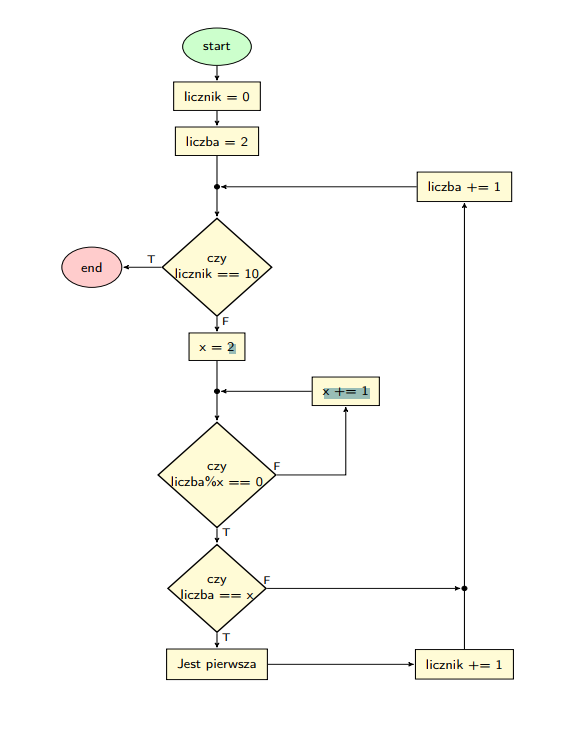 start
licznik = 0
liczba = 2
liczba += 1
czy
licznik == 10
T
end
F
x = 2
x += 1
czy
liczba%x == 0
F
T
czy
liczba == x
F
T
Jest pierwsza
licznik += 1